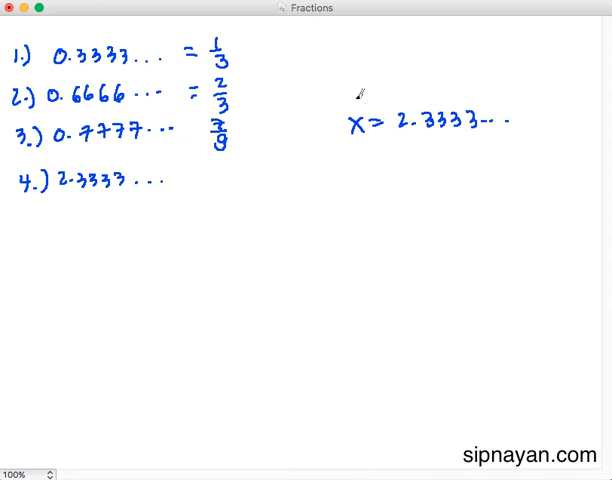 Fractions
1.) 0.3333... = 1/3
2.) 0.6666... = 2/3
3.) 0.7777... 7/9
4.) 2.3333...
x = 2.3333...
sipnayan.com
100%